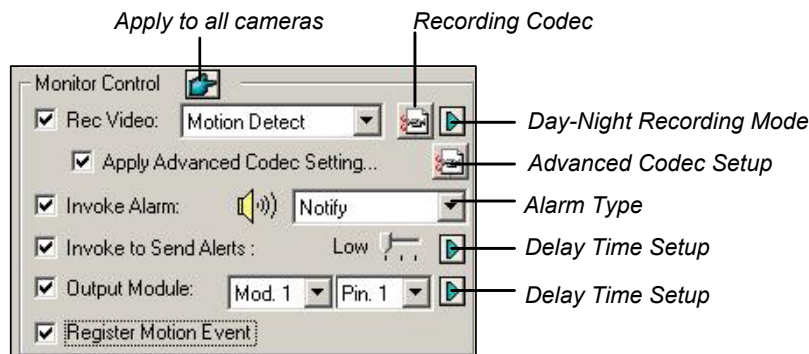 Apply to all cameras
Recording Codec
Monitor Control
Rec Video: Motion Detect
Day-Night Recording Mode
Apply Advanced Codec Setting...
Advanced Codec Setup
Invoke Alarm: Notify
Alarm Type
Invoke to Send Alerts : Low
Delay Time Setup
Output Module: Mod. 1 Pin. 1
Delay Time Setup
Register Motion Event